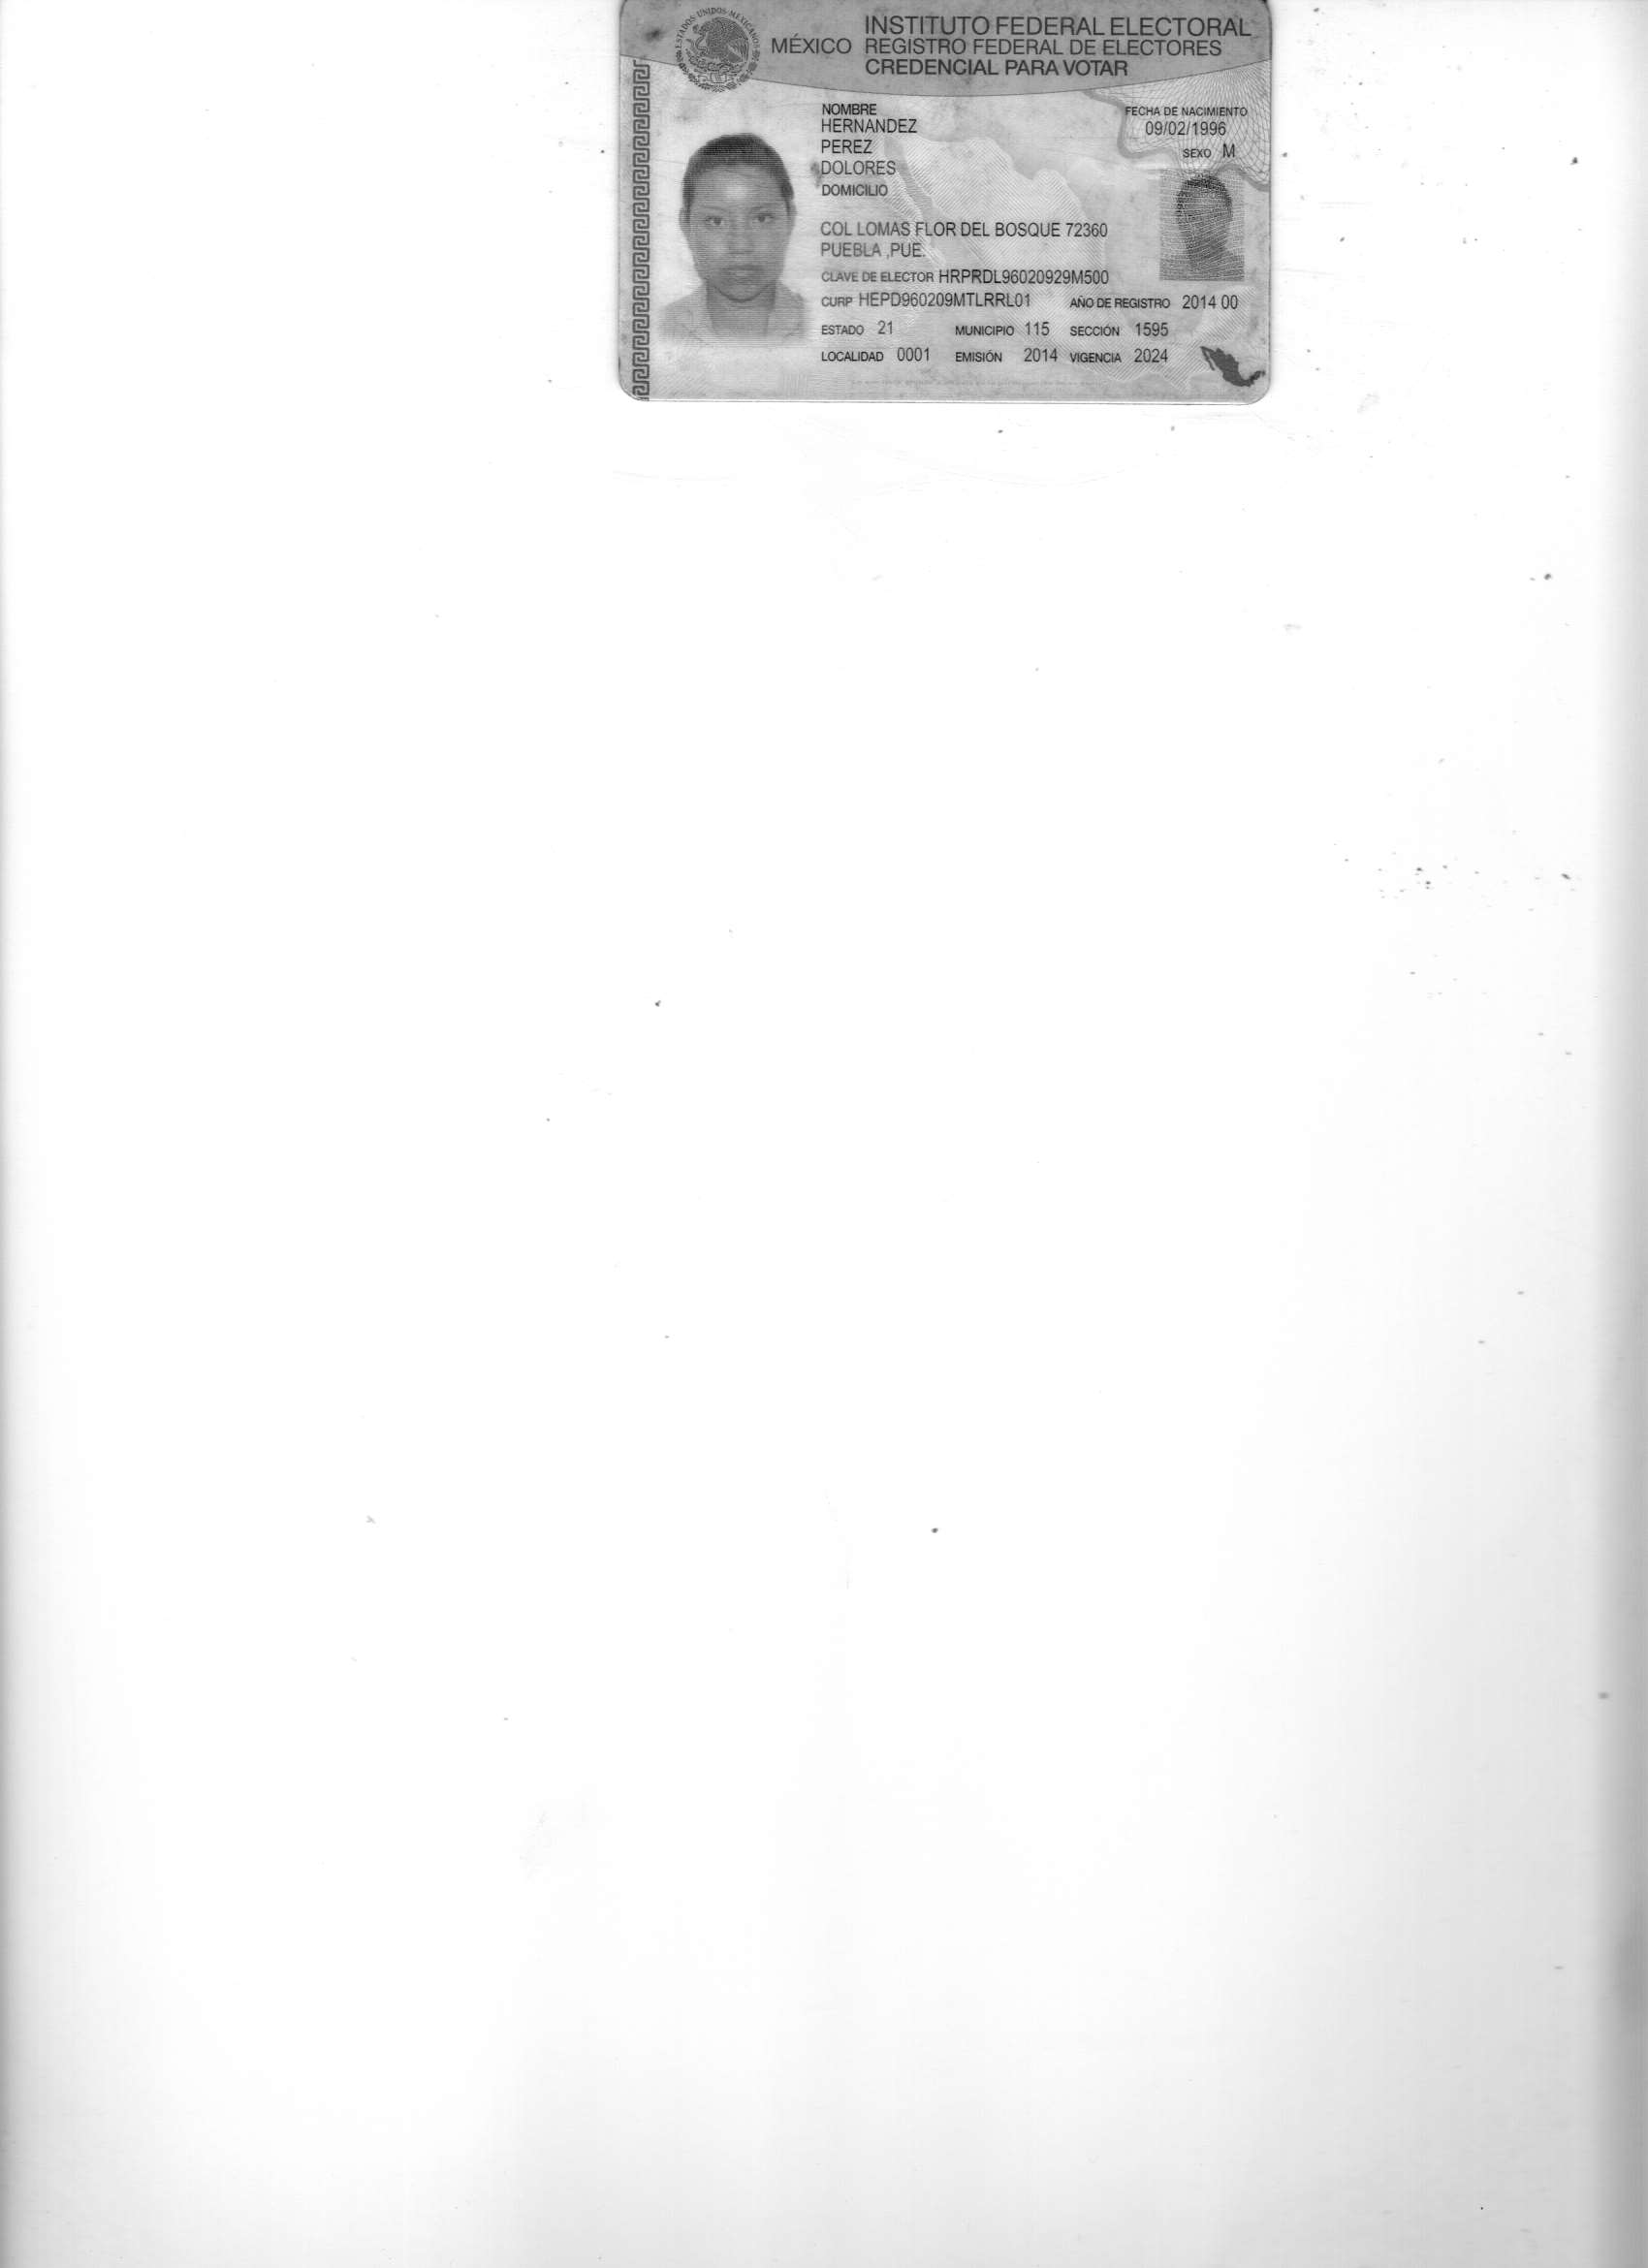 ESTADOS UNIDOS MEXICANOS
INSTITUTO FEDERAL ELECTORAL
MÉXICO REGISTRO FEDERAL DE ELECTORES
CREDENCIAL PARA VOTAR
NOMBRE
HERNANDEZ
PEREZ
DOLORES
FECHA DE NACIMIENTO
09/02/1996
SEXO M
DOMICILIO
COL LOMAS FLOR DEL BOSQUE 72360
PUEBLA ,PUE.
CLAVE DE ELECTOR HRPRDL96020929M500
CURP HEPD960209MTLRRL01 AÑO DE REGISTRO 2014 00
ESTADO 21 MUNICIPIO 115 SECCIÓN 1595
LOCALIDAD 0001 EMISIÓN 2014 VIGENCIA 2024